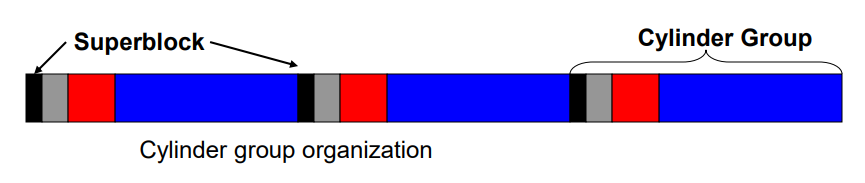 Superblock
Cylinder Group
Cylinder group organization